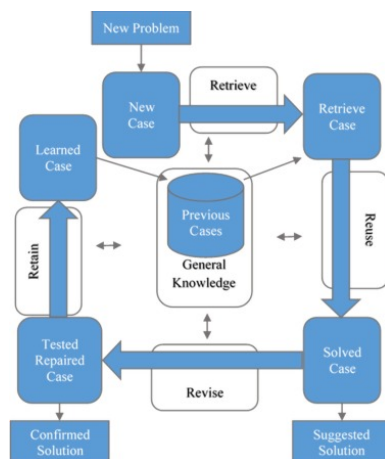 New Problem
Retrieve
New
Case
Retrieve
Case
Learned
Case
Previous
Cases
General
Knowledge
Reuse
Retain
Tested
Repaired
Case
Solved
Case
Revise
Confirmed
Solution
Suggested
Solution